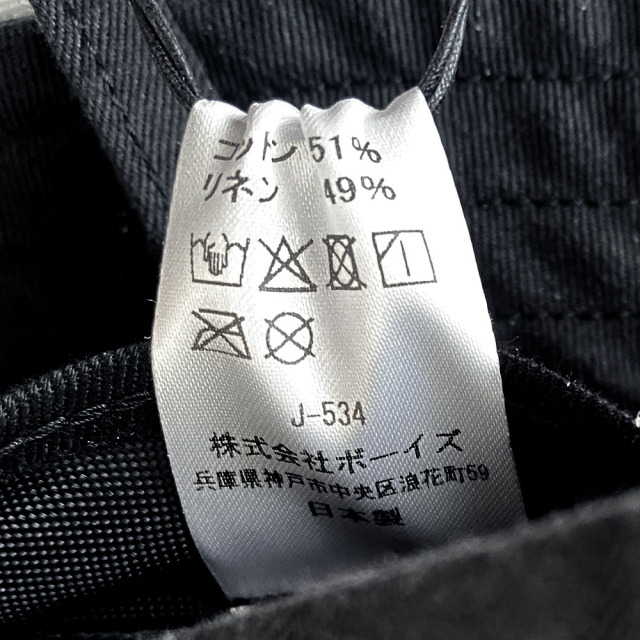 コットン 51%
リネン 49%
J-534
株式会社ボーイズ
兵庫県神戸市中央区浪花町59
日本製